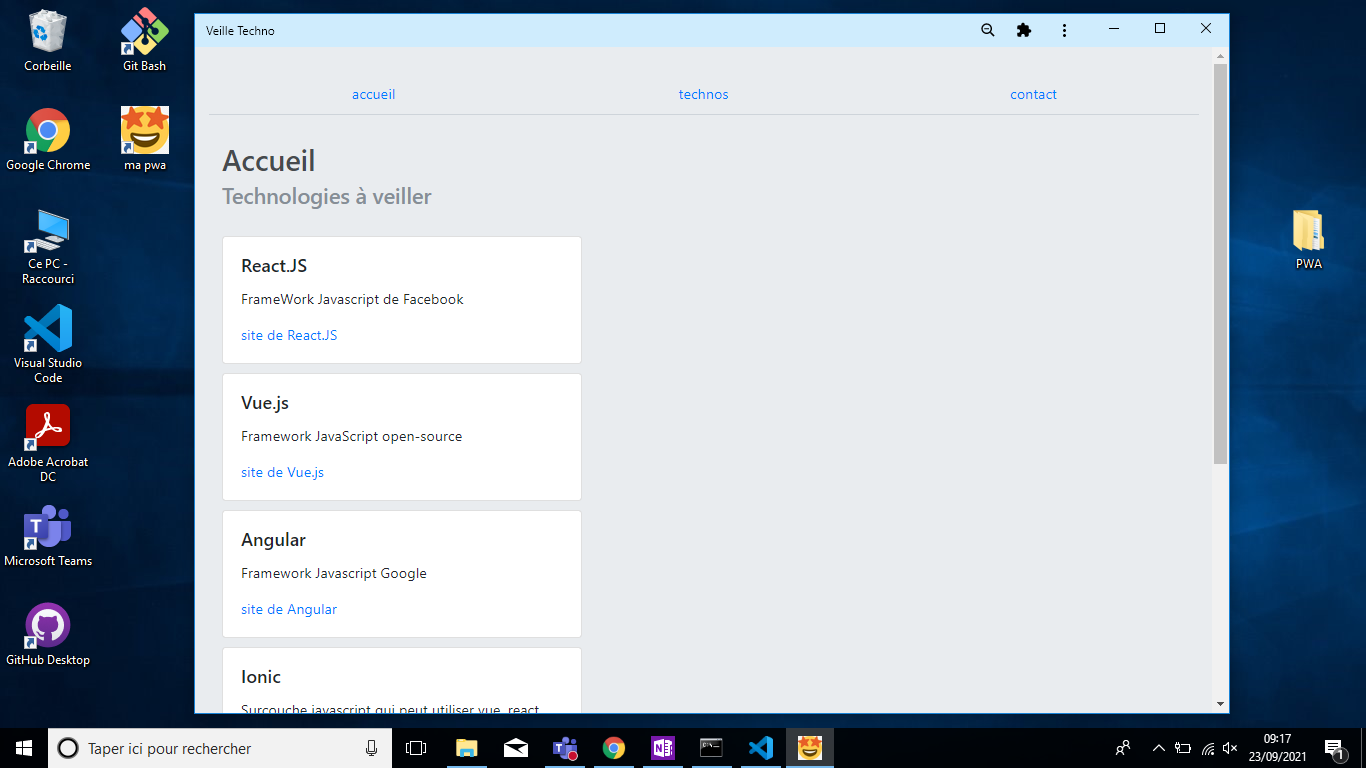 Corbeille
Git Bash
Google Chrome
ma pwa
Ce PC -
Raccourci
Visual Studio
Code
Adobe Acrobat
DC
Microsoft Teams
GitHub Desktop
Veille Techno
accueil technos contact
Accueil
Technologies à veiller
React.JS
FrameWork Javascript de Facebook
site de React.JS
Vue.js
Framework JavaScript open-source
site de Vue.js
Angular
Framework Javascript Google
site de Angular
Ionic
Surcouche javascript qui peut utiliser vue, react,
PWA
Taper ici pour rechercher
09:17
23/09/2021
1